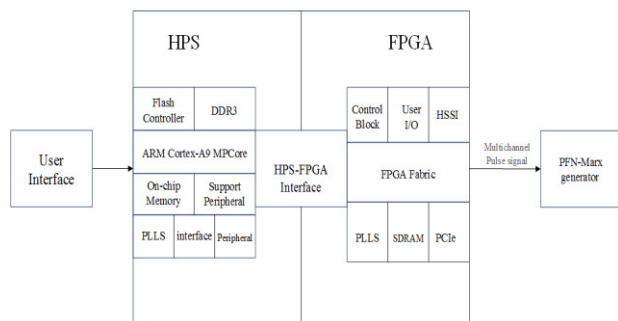 HPS
FPGA
Flash
Controller
DDR3
Control
Block
User
I/O
HSSI
User
Interface
ARM Cortex-A9 MPCore
HPS-FPGA
Interface
FPGA Fabric
Multichannel
Pulse signal
PFN-Marx
generator
On-chip
Memory
Support
Peripheral
PLLS
interface
Peripheral
PLLS
SDRAM
PCIe